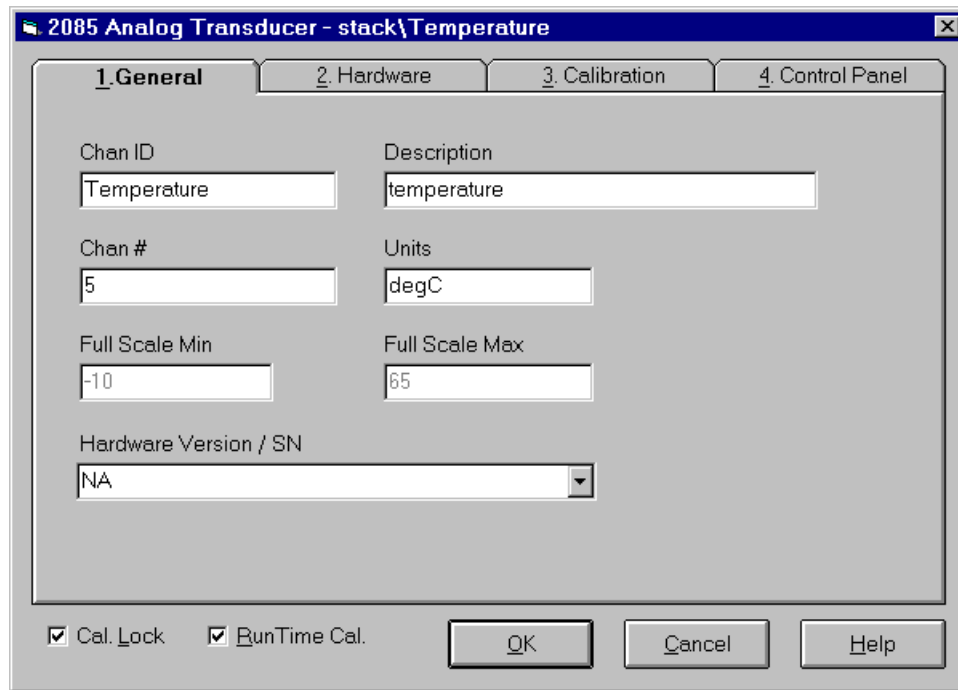 2085 Analog Transducer - stack\Temperature
1.General 2. Hardware 3. Calibration 4. Control Panel
Chan ID Description
Temperature temperature
Chan # Units
5 degC
Full Scale Min Full Scale Max
-10 65
Hardware Version / SN
NA
Cal. Lock RunTime Cal. OK Cancel Help